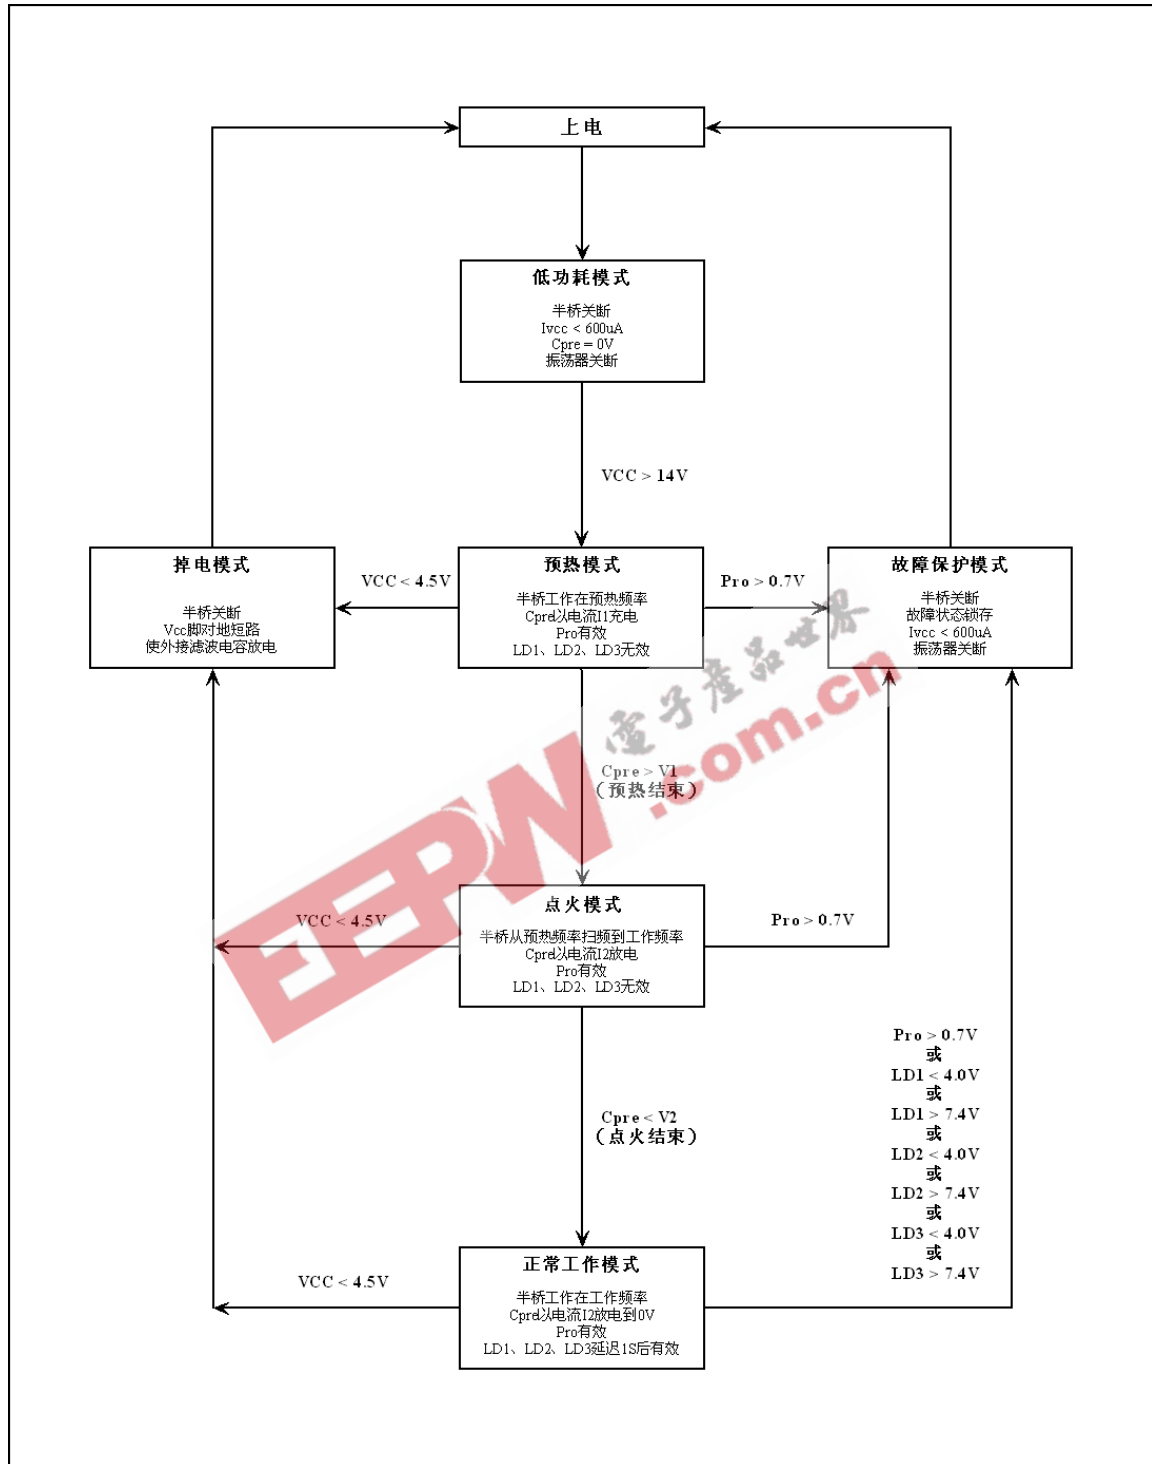 上电
低功耗模式
半桥关断
Ivcc < 600uA
Cpre = 0V
振荡器关断
VCC > 14V
掉电模式
半桥关断
Vcc脚对地短路
使外接滤波电容放电
VCC < 4.5V
预热模式
半桥工作在预热频率
Cpre以电流I1充电
Pro有效
LD1、LD2、LD3无效
Pro > 0.7V
故障保护模式
半桥关断
故障状态锁存
Ivcc < 600uA
振荡器关断
電子產品世界
EEPW.com.cn
Cpre > V1
（预热结束）
VCC < 4.5V
点火模式
半桥从预热频率扫频到工作频率
Cpre以电流I2放电
Pro有效
LD1、LD2、LD3无效
Pro > 0.7V
Cpre < V2
（点火结束）
Pro > 0.7V
或
LD1 < 4.0V
或
LD1 > 7.4V
或
LD2 < 4.0V
或
LD2 > 7.4V
或
LD3 < 4.0V
或
LD3 > 7.4V
VCC < 4.5V
正常工作模式
半桥工作在工作频率
Cpre以电流I2放电到0V
Pro有效
LD1、LD2、LD3延迟1S后有效